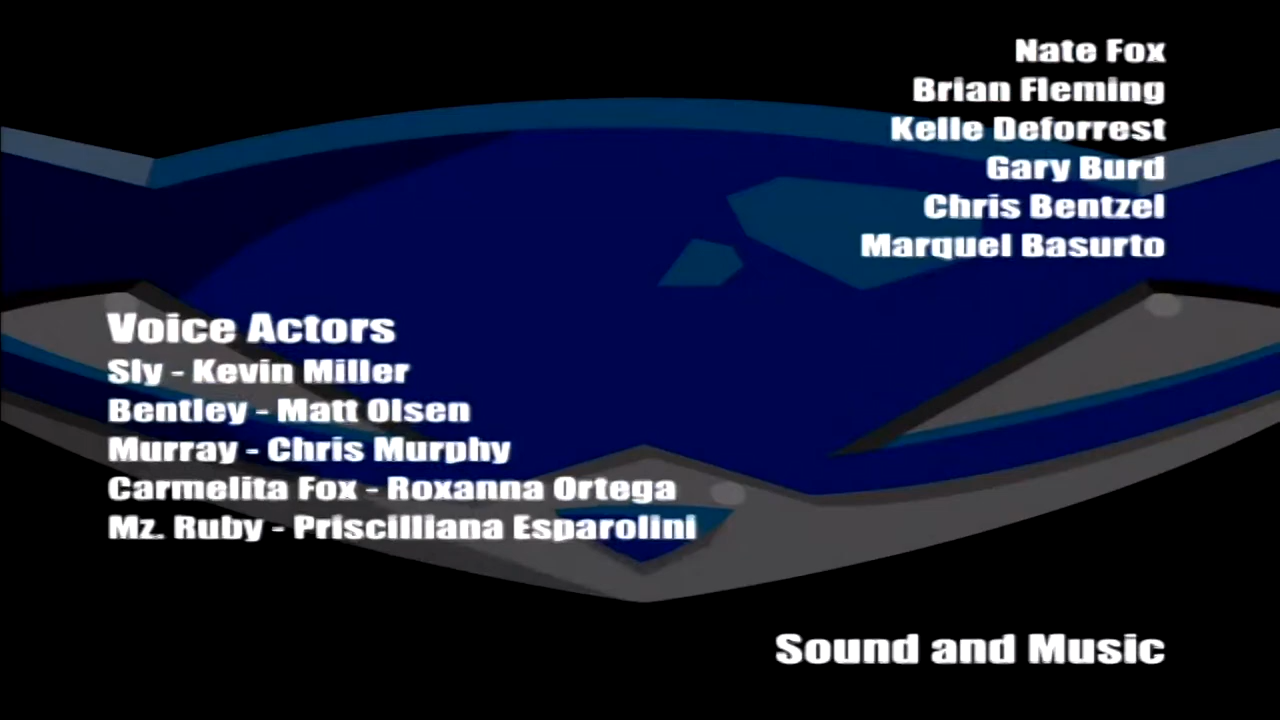 Nate Fox
Brian Fleming
Kelle Deforrest
Gary Burd
Chris Bentzel
Marquel Basurto
Voice Actors
Sly - Kevin Miller
Bentley - Matt Olsen
Murray - Chris Murphy
Carmelita Fox - Roxanna Ortega
Mz. Ruby - Priscilliana Esparolini
Sound and Music